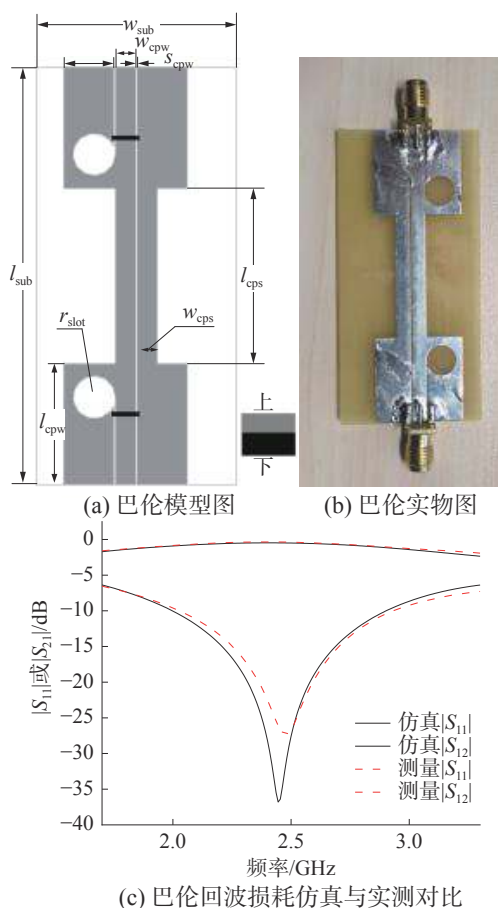 w_sub
w_cpw
s_cpw
l_sub
l_cps
w_cps
r_slot
l_cpw
上
下
(a) 巴伦模型图
(b) 巴伦实物图
0
−5
−10
−15
−20
−25
−30
−35
−40
|S₁₁|或|S₂₁|/dB
仿真|S₁₁|
仿真|S₁₂|
测量|S₁₁|
测量|S₁₂|
2.0 2.5 3.0
频率/GHz
(c) 巴伦回波损耗仿真与实测对比